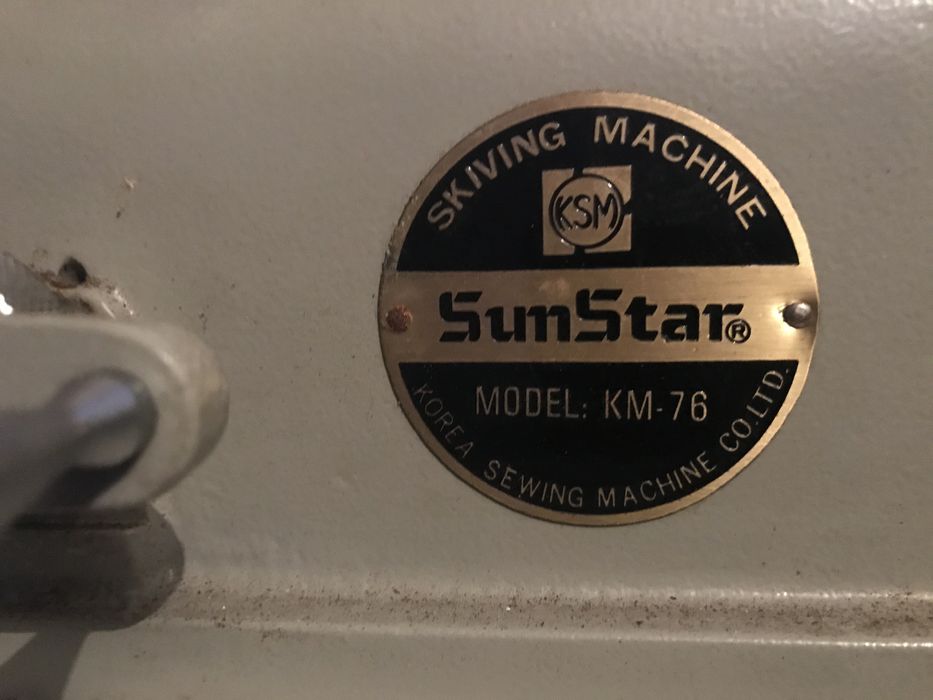 SKIVING MACHINE
KSM
SunStar®
MODEL: KM-76
KOREA SEWING MACHINE CO.LTD.